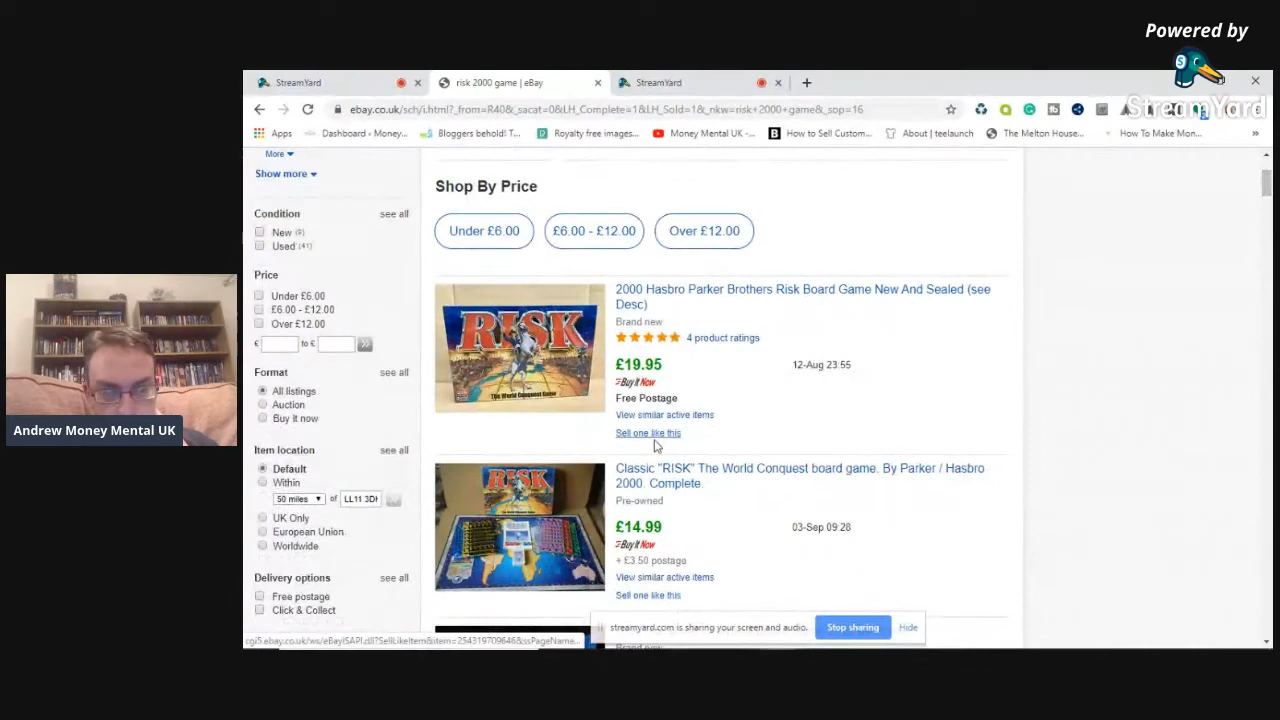 Powered by
StreamYard
StreamYard
risk 2000 game | eBay
StreamYard
ebay.co.uk/sch/i.html?_from=R40&_sacat=0&LH_Complete=1&LH_Sold=1&_nkw=risk+2000+game&_sop=16
Apps
Dashboard ‹ Money...
Bloggers behold! T...
Royalty free images...
Money Mental UK -...
How to Sell Custom...
About | teelaunch
The Melton House...
How To Make Mon...
More
Show more
Condition
see all
New (9)
Used (41)
Price
see all
Under £6.00
£6.00 - £12.00
Over £12.00
£
to £
Format
see all
All listings
Auction
Buy it now
Item location
see all
Default
Within
50 miles
of
UK Only
European Union
Worldwide
Delivery options
see all
Free postage
Click & Collect
Shop By Price
Under £6.00
£6.00 - £12.00
Over £12.00
RISK
The World Conquest Game
2000 Hasbro Parker Brothers Risk Board Game New And Sealed (see
Desc)
Brand new
4 product ratings
£19.95
12-Aug 23:55
Buy It Now
Free Postage
View similar active items
Sell one like this
RISK
Classic "RISK" The World Conquest board game. By Parker / Hasbro
2000. Complete
Pre-owned
£14.99
03-Sep 09:28
Buy It Now
+ £3.50 postage
View similar active items
Sell one like this
streamyard.com is sharing your screen and audio.
Stop sharing
Hide
Andrew Money Mental UK